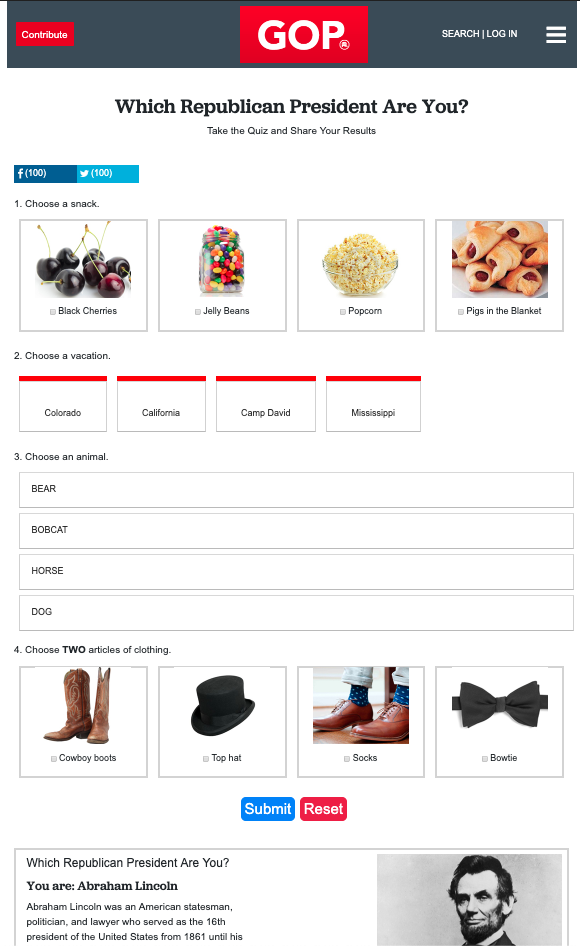 Contribute
GOP
SEARCH | LOG IN
Which Republican President Are You?
Take the Quiz and Share Your Results
(100) (100)
1. Choose a snack.
Black Cherries Jelly Beans Popcorn Pigs in the Blanket
2. Choose a vacation.
Colorado California Camp David Mississippi
3. Choose an animal.
BEAR
BOBCAT
HORSE
DOG
4. Choose TWO articles of clothing.
Cowboy boots Top hat Socks Bowtie
Submit Reset
Which Republican President Are You?
You are: Abraham Lincoln
Abraham Lincoln was an American statesman,
politician, and lawyer who served as the 16th
president of the United States from 1861 until his